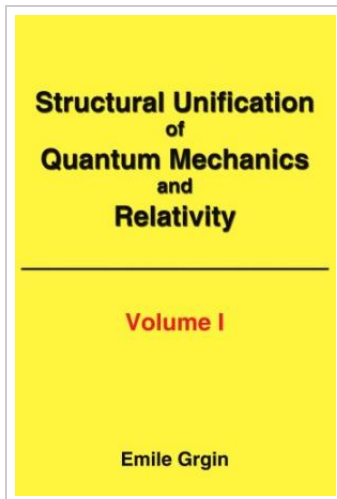 Structural Unification
of
Quantum Mechanics
and
Relativity
Volume I
Emile Grgin